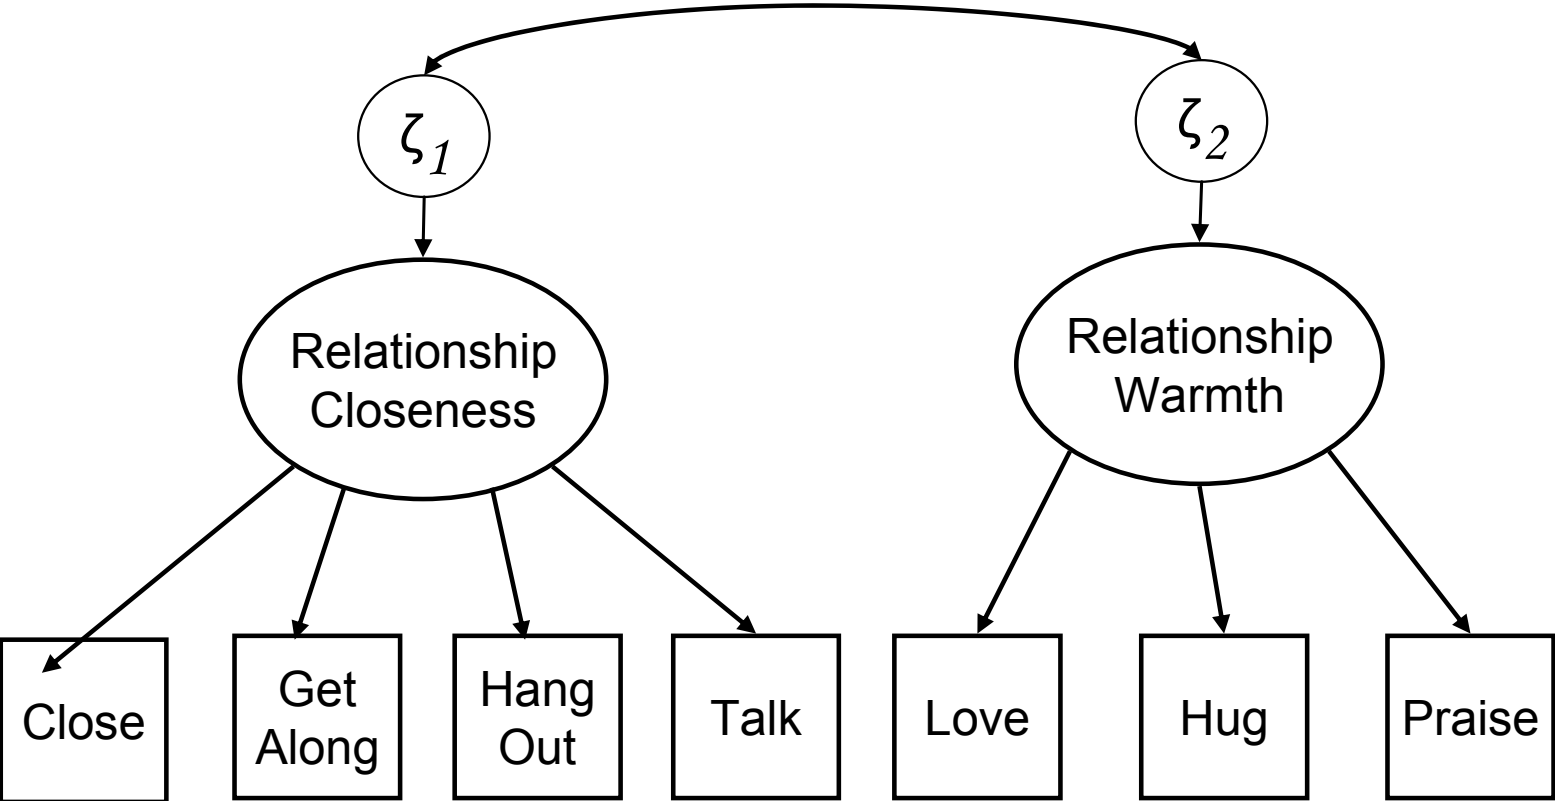 ζ1
ζ2
Relationship
Closeness
Relationship
Warmth
Close
Get
Along
Hang
Out
Talk
Love
Hug
Praise